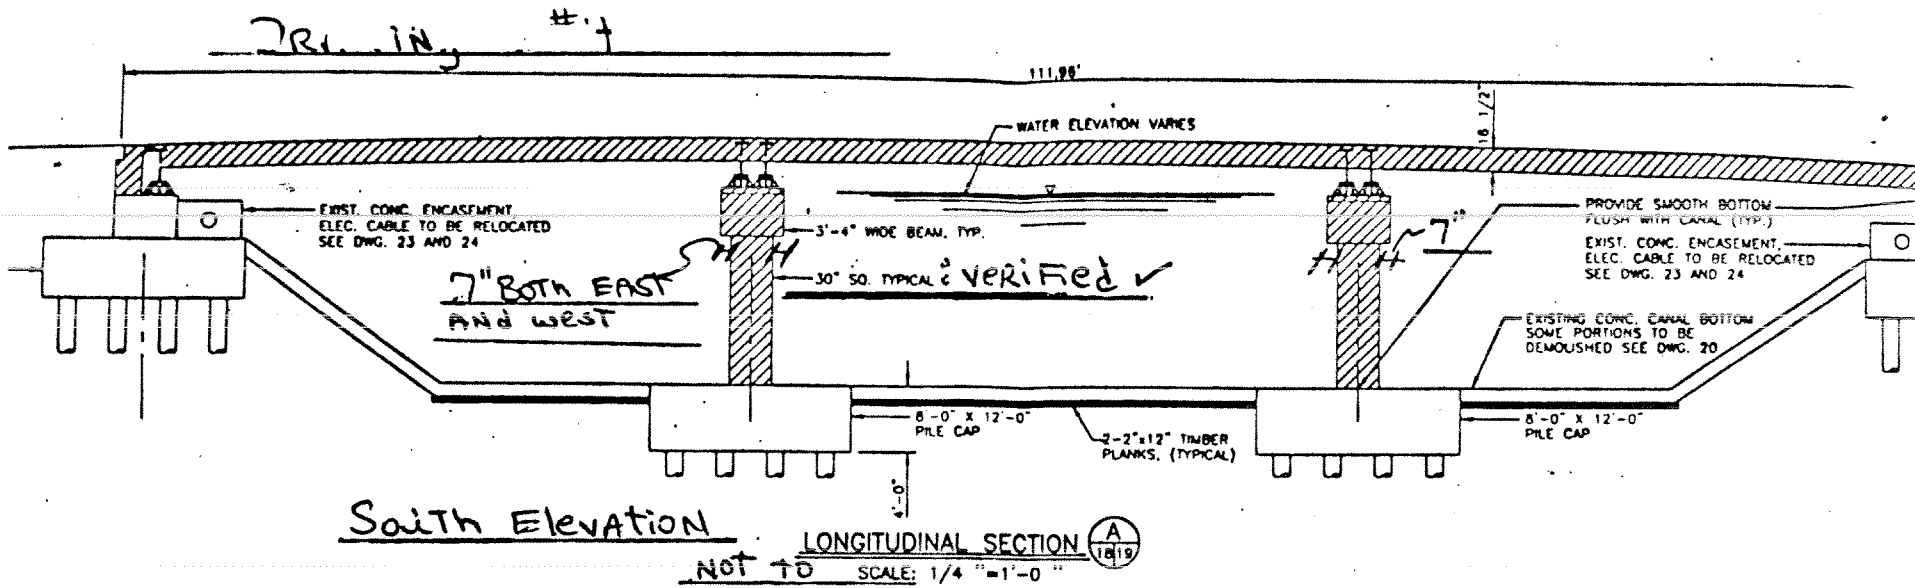 #1
111.96'
16 1/2"
WATER ELEVATION VARIES
EXIST. CONC. ENCASEMENT,
ELEC. CABLE TO BE RELOCATED
SEE DWG. 23 AND 24
3'-4" WIDE BEAM, TYP.
7" BOTH EAST
AND WEST
30" SQ. TYPICAL
VERIFIED ✓
7"
PROVIDE SMOOTH BOTTOM
FLUSH WITH CANAL (TYP.)
EXIST. CONC. ENCASEMENT,
ELEC. CABLE TO BE RELOCATED
SEE DWG. 23 AND 24
EXISTING CONC. CANAL BOTTOM
SOME PORTIONS TO BE
DEMOLISHED SEE DWG. 20
8'-0" X 12'-0"
PILE CAP
2-2"x12" TIMBER
PLANKS, (TYPICAL)
8'-0" X 12'-0"
PILE CAP
4'-0"
SoiTh ElevATioN
LONGITUDINAL SECTION
A
18 19
NOT TO SCALE: 1/4 "=1'-0 "